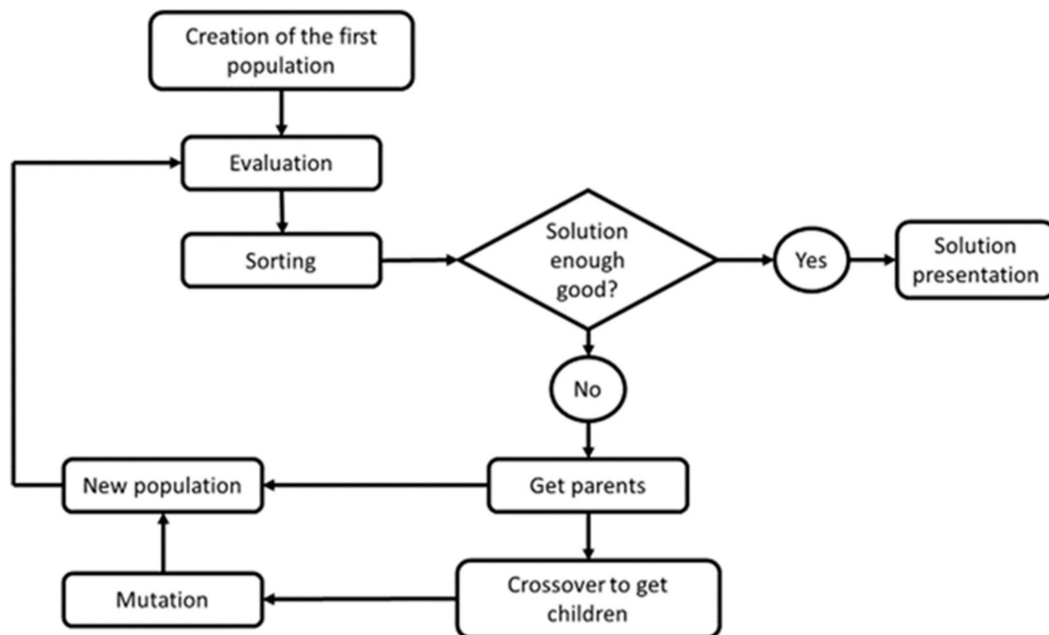 Creation of the first
population
Evaluation
Sorting
Solution
enough
good?
Yes
Solution
presentation
No
Get parents
New population
Crossover to get
children
Mutation